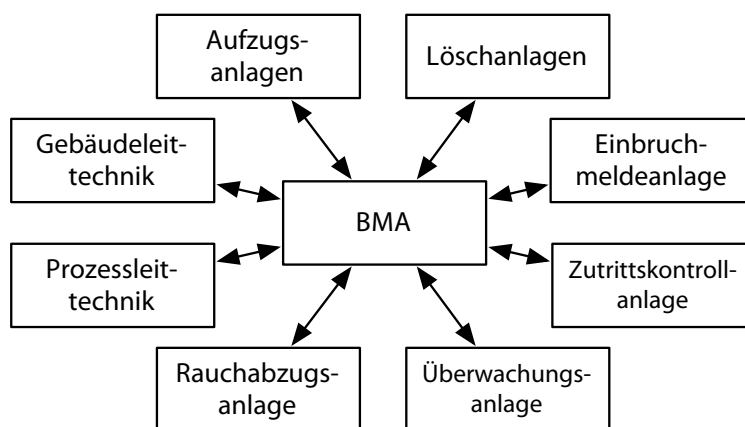 Aufzugs-
anlagen
Löschanlagen
Gebäudeleit-
technik
Einbruch-
meldeanlage
BMA
Prozessleit-
technik
Zutrittskontroll-
anlage
Rauchabzugs-
anlage
Überwachungs-
anlage